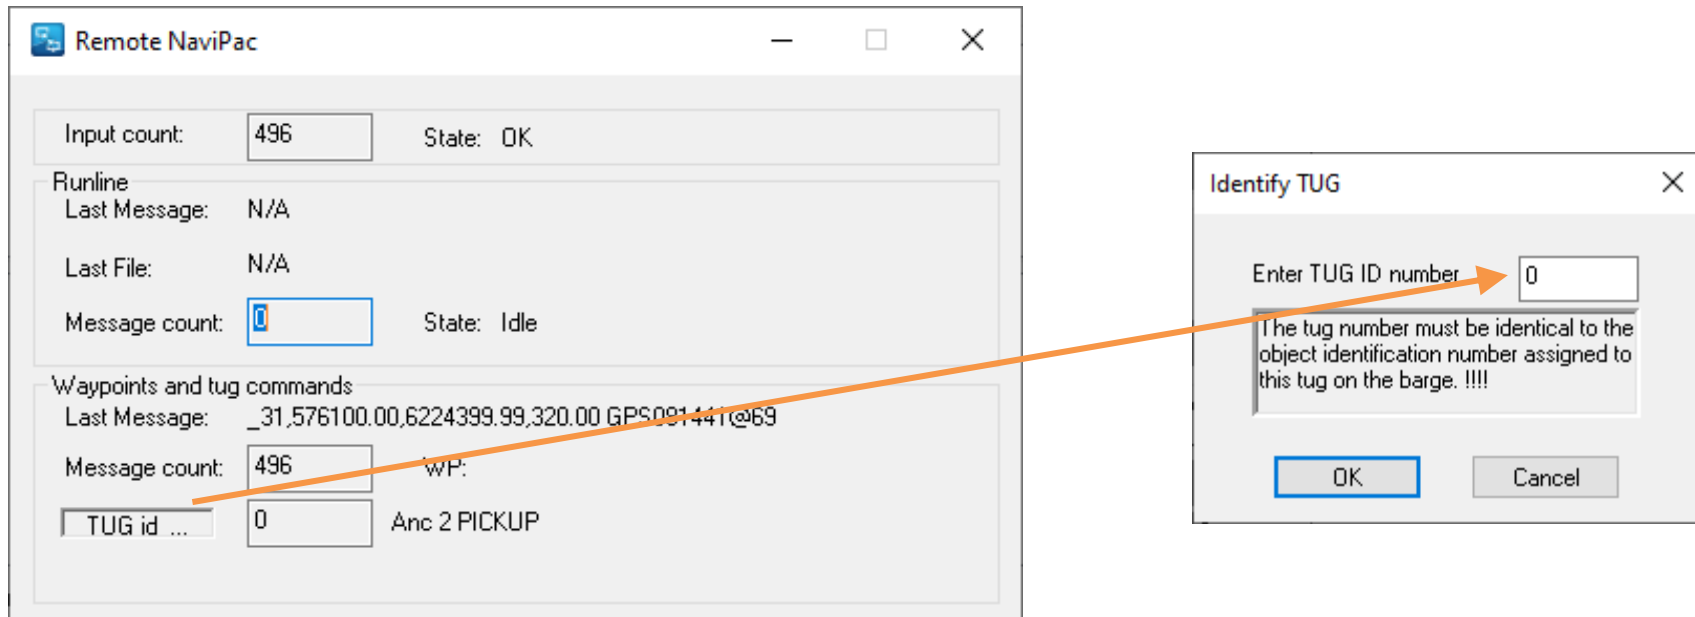 Remote NaviPac
Input count: 496 State: OK
Runline
Last Message: N/A
Last File: N/A
Message count: 0 State: Idle
Waypoints and tug commands
Last Message: _31,576100.00,6224399.99,320.00 GPS091441@69
Message count: 496 WP:
TUG id ... 0 Anc 2 PICKUP
Identify TUG
Enter TUG ID number 0
The tug number must be identical to the
object identification number assigned to
this tug on the barge. !!!!
OK Cancel